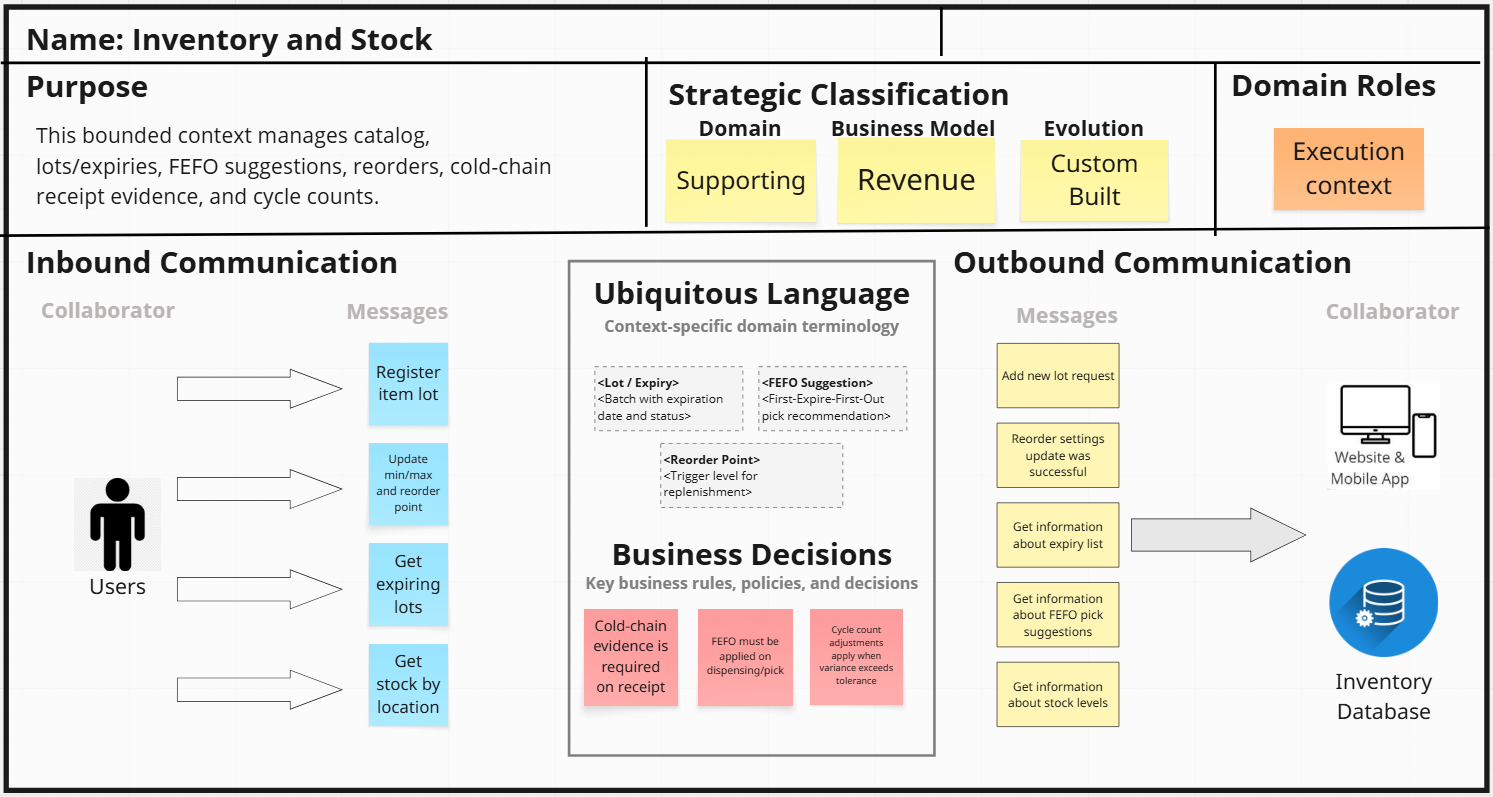 Name: Inventory and Stock
Purpose
This bounded context manages catalog,
lots/expiries, FEFO suggestions, reorders, cold-chain
receipt evidence, and cycle counts.
Strategic Classification
Domain
Supporting
Business Model
Revenue
Evolution
Custom
Built
Domain Roles
Execution
context
Inbound Communication
Collaborator
Messages
Users
Register
item lot
Update
min/max
and reorder
point
Get
expiring
lots
Get
stock by
location
Ubiquitous Language
Context-specific domain terminology
<Lot / Expiry>
<Batch with expiration
date and status>
<FEFO Suggestion>
<First-Expire-First-Out
pick recommendation>
<Reorder Point>
<Trigger level for
replenishment>
Business Decisions
Key business rules, policies, and decisions
Cold-chain
evidence is
required
on receipt
FEFO must be
applied on
dispensing/pick
Cycle count
adjustments
apply when
variance exceeds
tolerance
Outbound Communication
Messages
Collaborator
Add new lot request
Reorder settings
update was
successful
Get information
about expiry list
Get information
about FEFO pick
suggestions
Get information
about stock levels
Website &
Mobile App
Inventory
Database